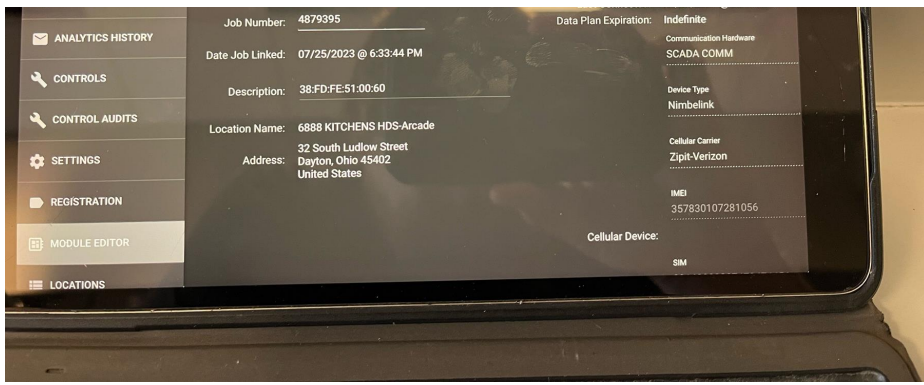 ANALYTICS HISTORY
CONTROLS
CONTROL AUDITS
SETTINGS
REGISTRATION
MODULE EDITOR
LOCATIONS
Job Number: 4879395
Date Job Linked: 07/25/2023 @ 6:33:44 PM
Description: 38:FD:FE:51:00:60
Location Name: 6888 KITCHENS HDS-Arcade
Address: 32 South Ludlow Street
Dayton, Ohio 45402
United States
Data Plan Expiration: Indefinite
Communication Hardware
SCADA COMM
Device Type
Nimbelink
Cellular Carrier
Zipit-Verizon
IMEI
357830107281056
Cellular Device:
SIM